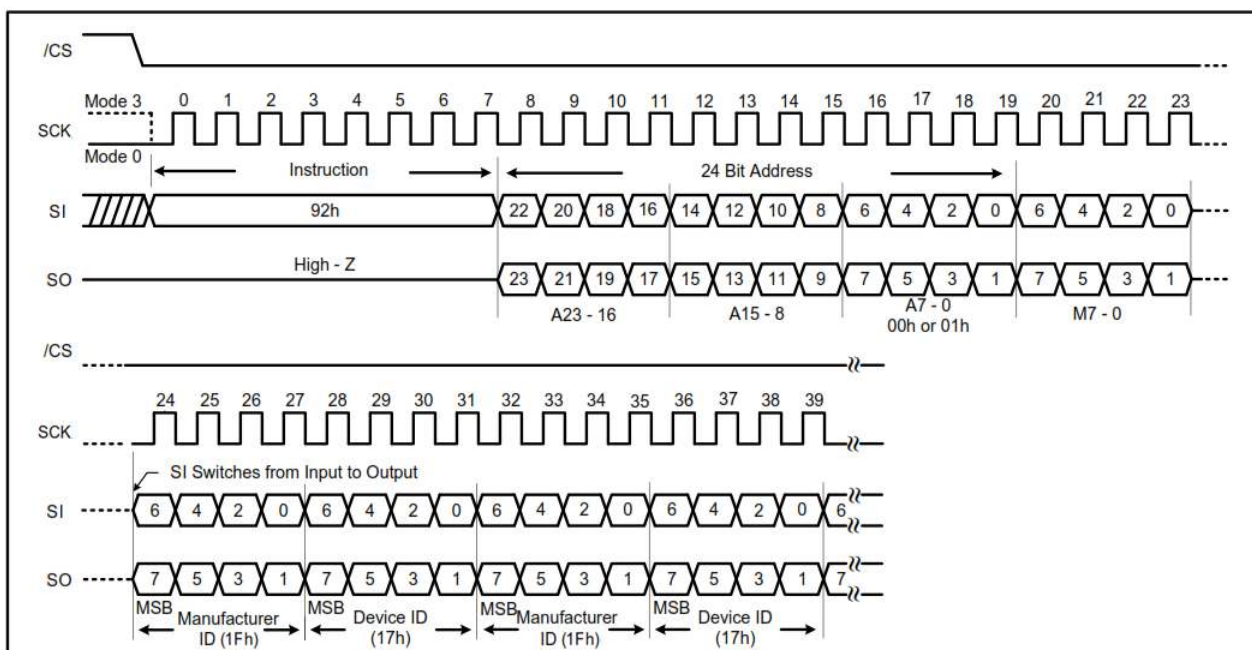 /CS
Mode 3 0 1 2 3 4 5 6 7 8 9 10 11 12 13 14 15 16 17 18 19 20 21 22 23
SCK
Mode 0
Instruction 24 Bit Address
SI 92h 22 20 18 16 14 12 10 8 6 4 2 0 6 4 2 0
High - Z
SO 23 21 19 17 15 13 11 9 7 5 3 1 7 5 3 1
A23 - 16 A15 - 8 A7 - 0 M7 - 0
00h or 01h
/CS
24 25 26 27 28 29 30 31 32 33 34 35 36 37 38 39
SCK
SI Switches from Input to Output
SI 6 4 2 0 6 4 2 0 6 4 2 0 6 4 2 0 6
SO 7 5 3 1 7 5 3 1 7 5 3 1 7 5 3 1 7
MSB MSB MSB MSB
Manufacturer Device ID Manufacturer Device ID
ID (1Fh) (17h) ID (1Fh) (17h)